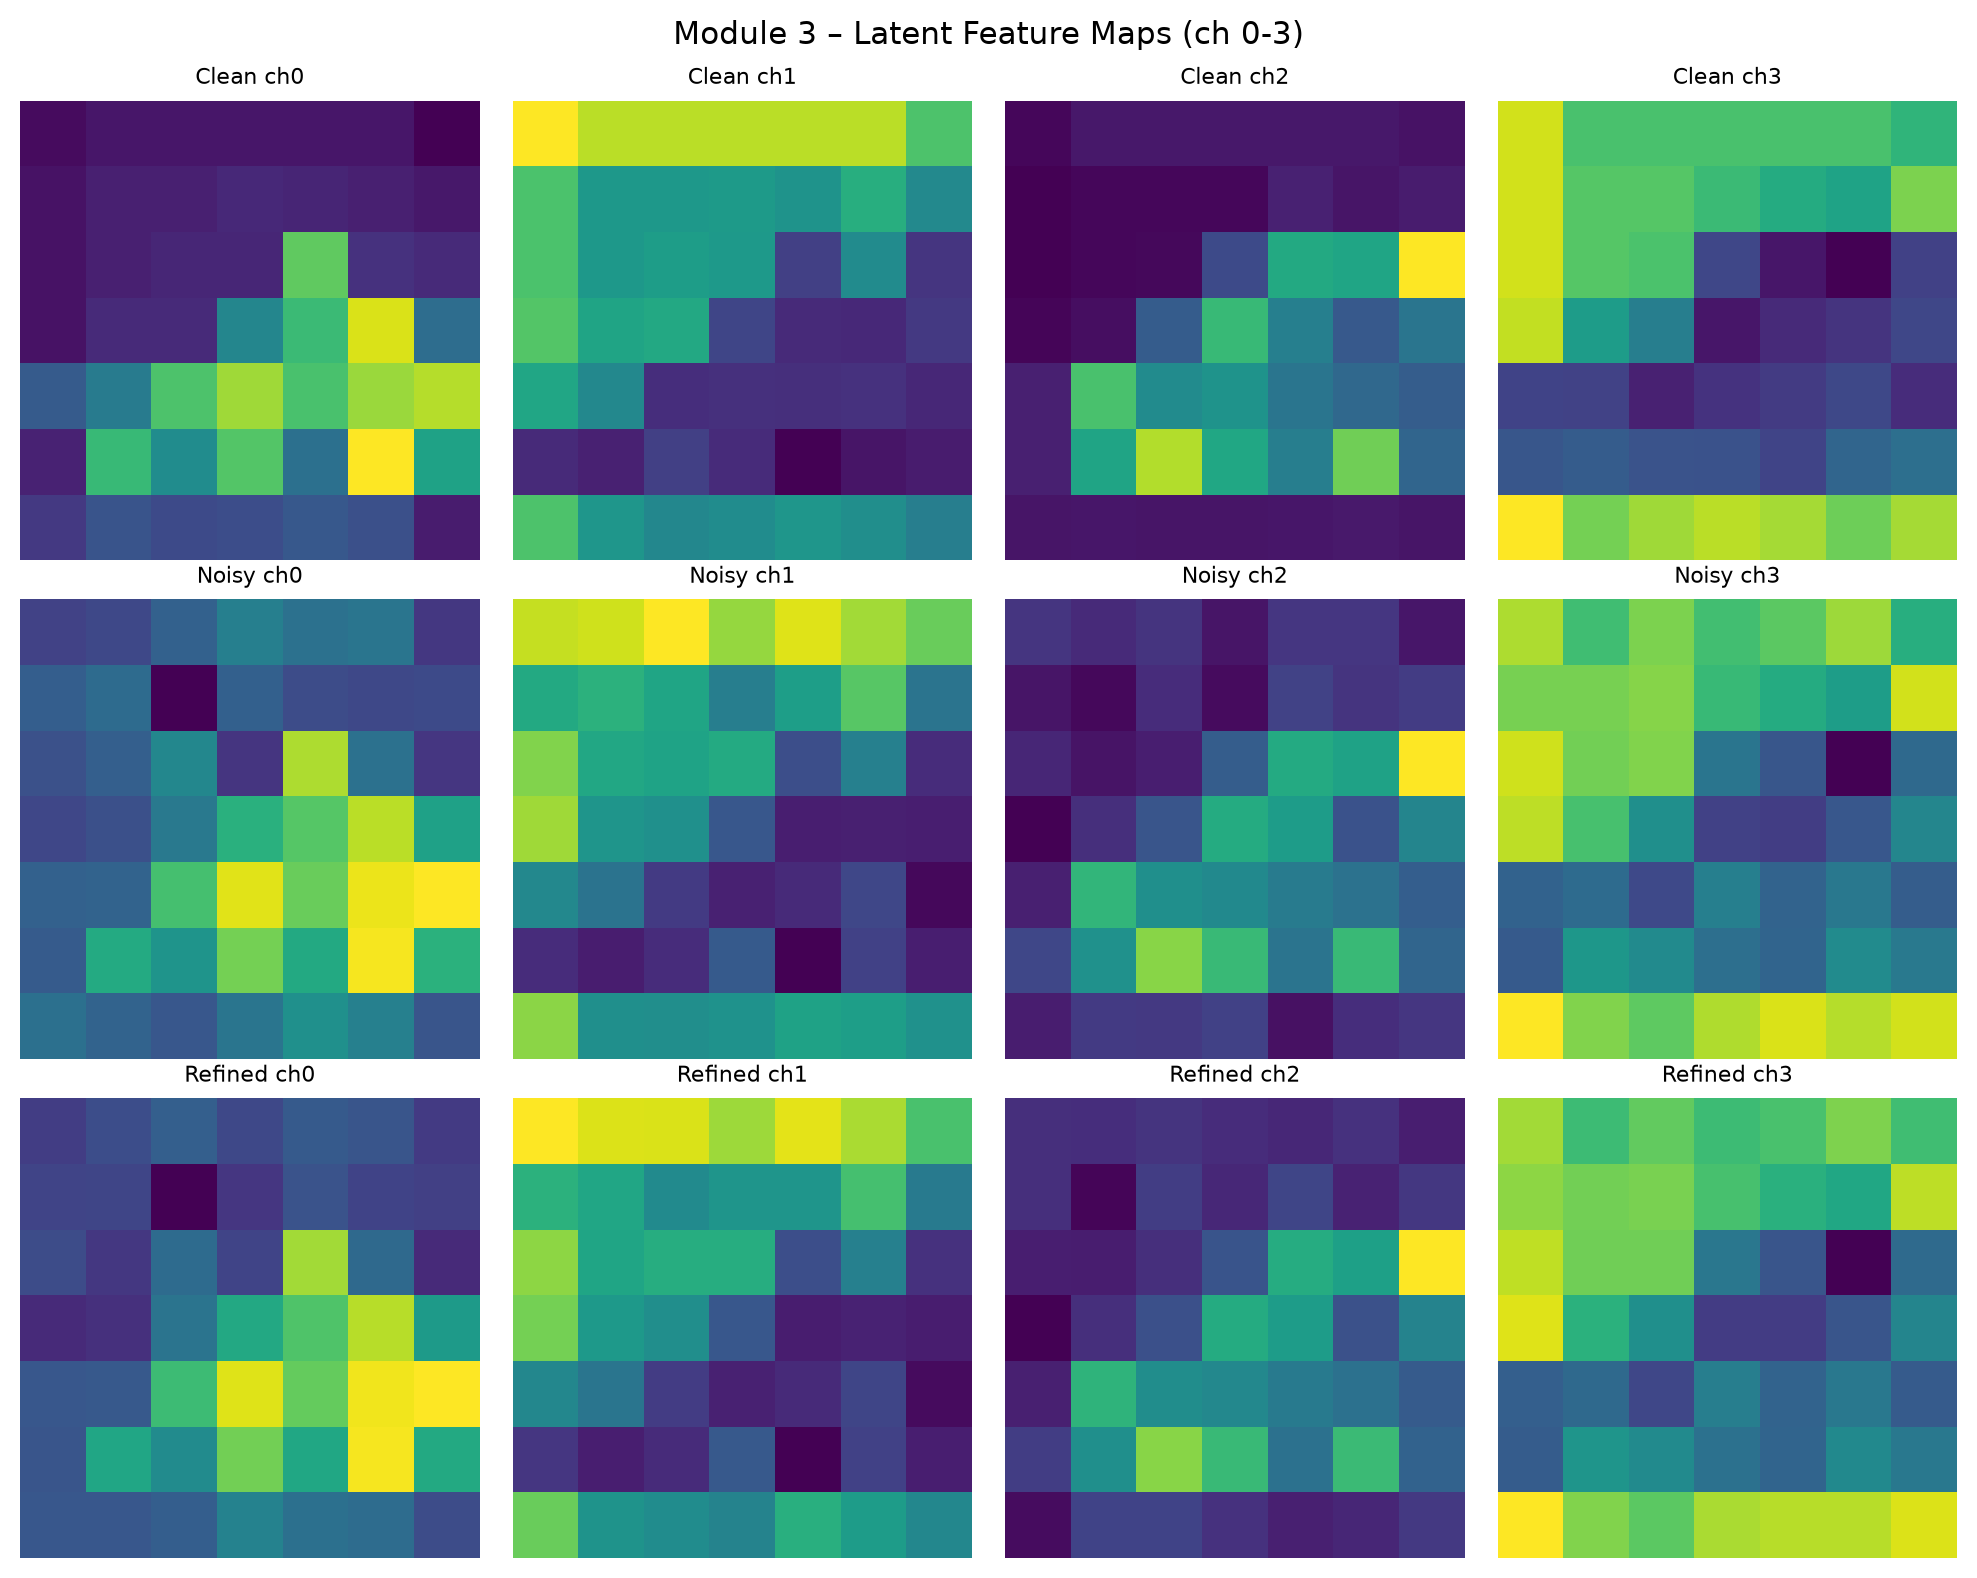 Module 3 – Latent Feature Maps (ch 0-3)
Clean ch0
Clean ch1
Clean ch2
Clean ch3
Noisy ch0
Noisy ch1
Noisy ch2
Noisy ch3
Refined ch0
Refined ch1
Refined ch2
Refined ch3